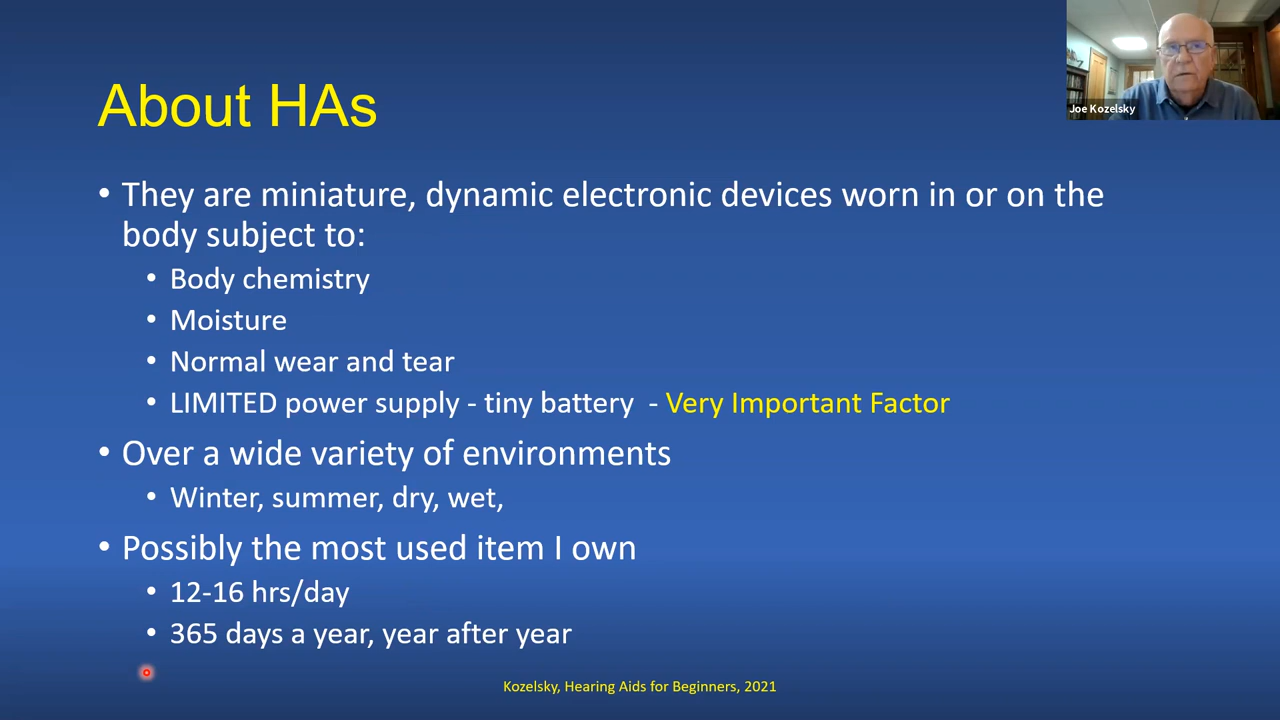 Joe Kozelsky
About HAs
• They are miniature, dynamic electronic devices worn in or on the
body subject to:
• Body chemistry
• Moisture
• Normal wear and tear
• LIMITED power supply - tiny battery  - Very Important Factor
• Over a wide variety of environments
• Winter, summer, dry, wet,
• Possibly the most used item I own
• 12-16 hrs/day
• 365 days a year, year after year
Kozelsky, Hearing Aids for Beginners, 2021